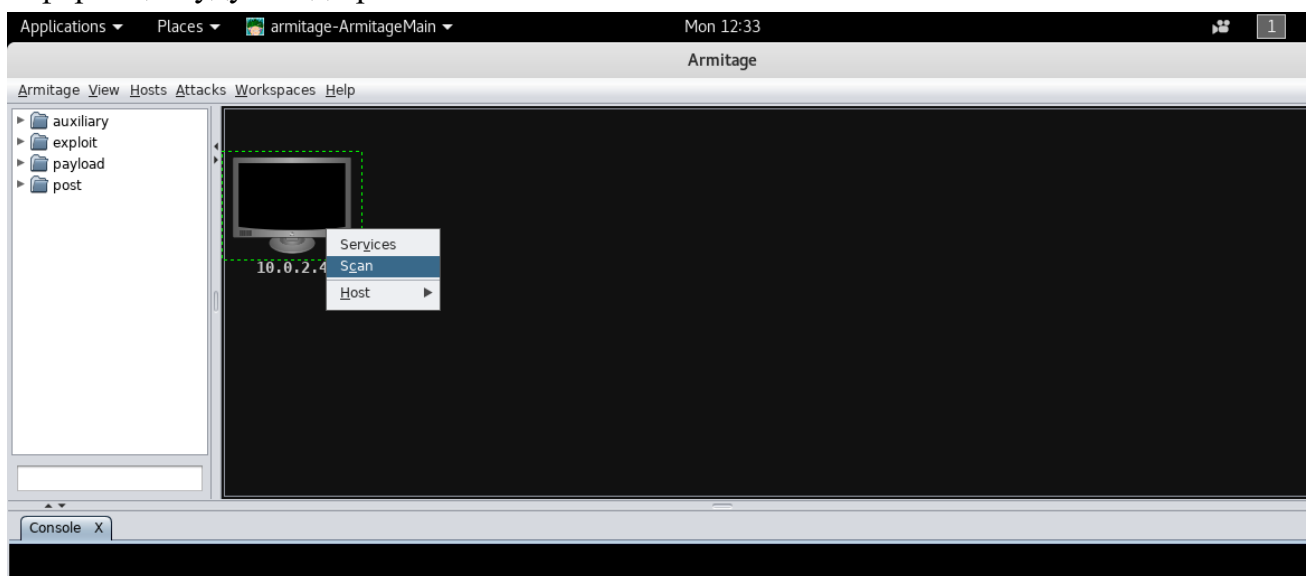 Applications Places armitage-ArmitageMain Mon 12:33 1
Armitage
Armitage View Hosts Attacks Workspaces Help
auxiliary
exploit
payload
post
Services
10.0.2.4
Scan
Host
Console X